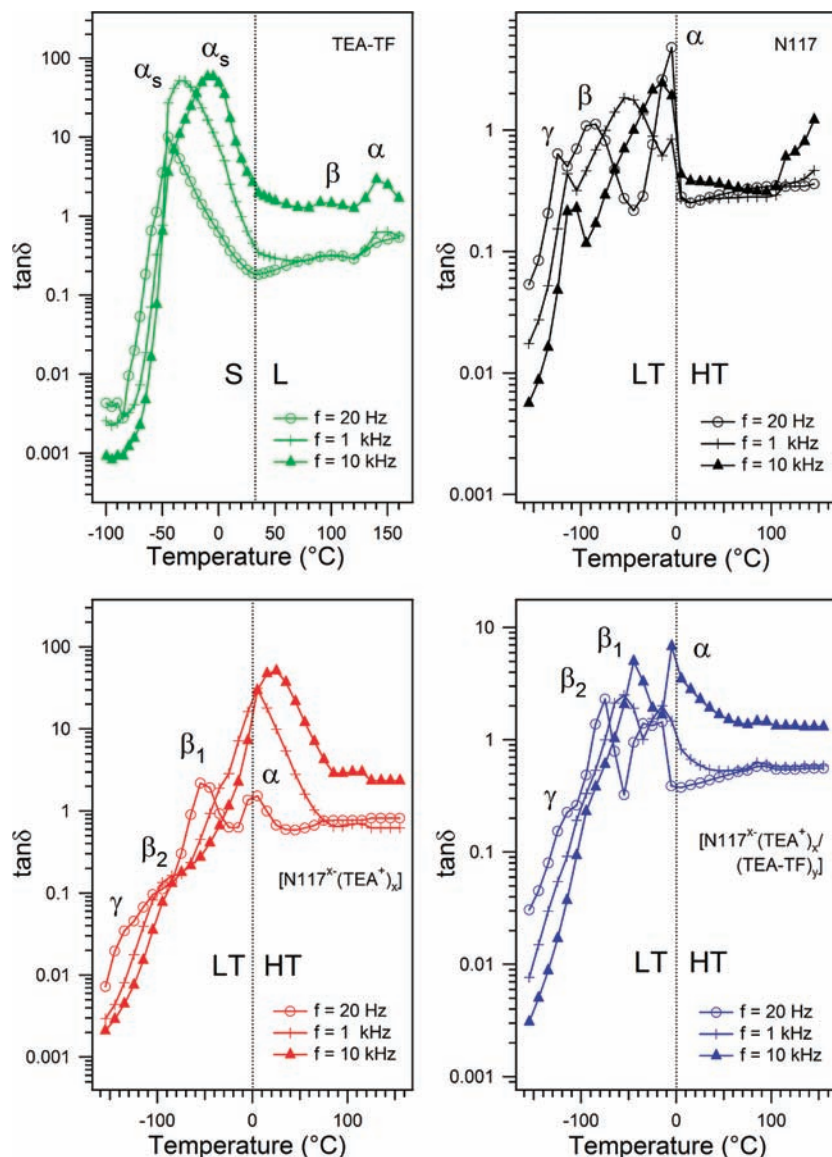 TEA-TF
αs
αs
β
α
S L
f = 20 Hz
f = 1 kHz
f = 10 kHz
100
10
1
0.1
0.01
0.001
tanδ
-100 -50 0 50 100 150
Temperature (°C)
N117
α
β
γ
LT HT
f = 20 Hz
f = 1 kHz
f = 10 kHz
1
0.1
0.01
0.001
tanδ
-100 0 100
Temperature (°C)
β1
α
β2
γ
[N117x-(TEA+)x]
LT HT
f = 20 Hz
f = 1 kHz
f = 10 kHz
100
10
1
0.1
0.01
0.001
tanδ
-100 0 100
Temperature (°C)
β1
α
β2
γ
[N117x-(TEA+)x/
(TEA-TF)y]
LT HT
f = 20 Hz
f = 1 kHz
f = 10 kHz
10
1
0.1
0.01
0.001
tanδ
-100 0 100
Temperature (°C)